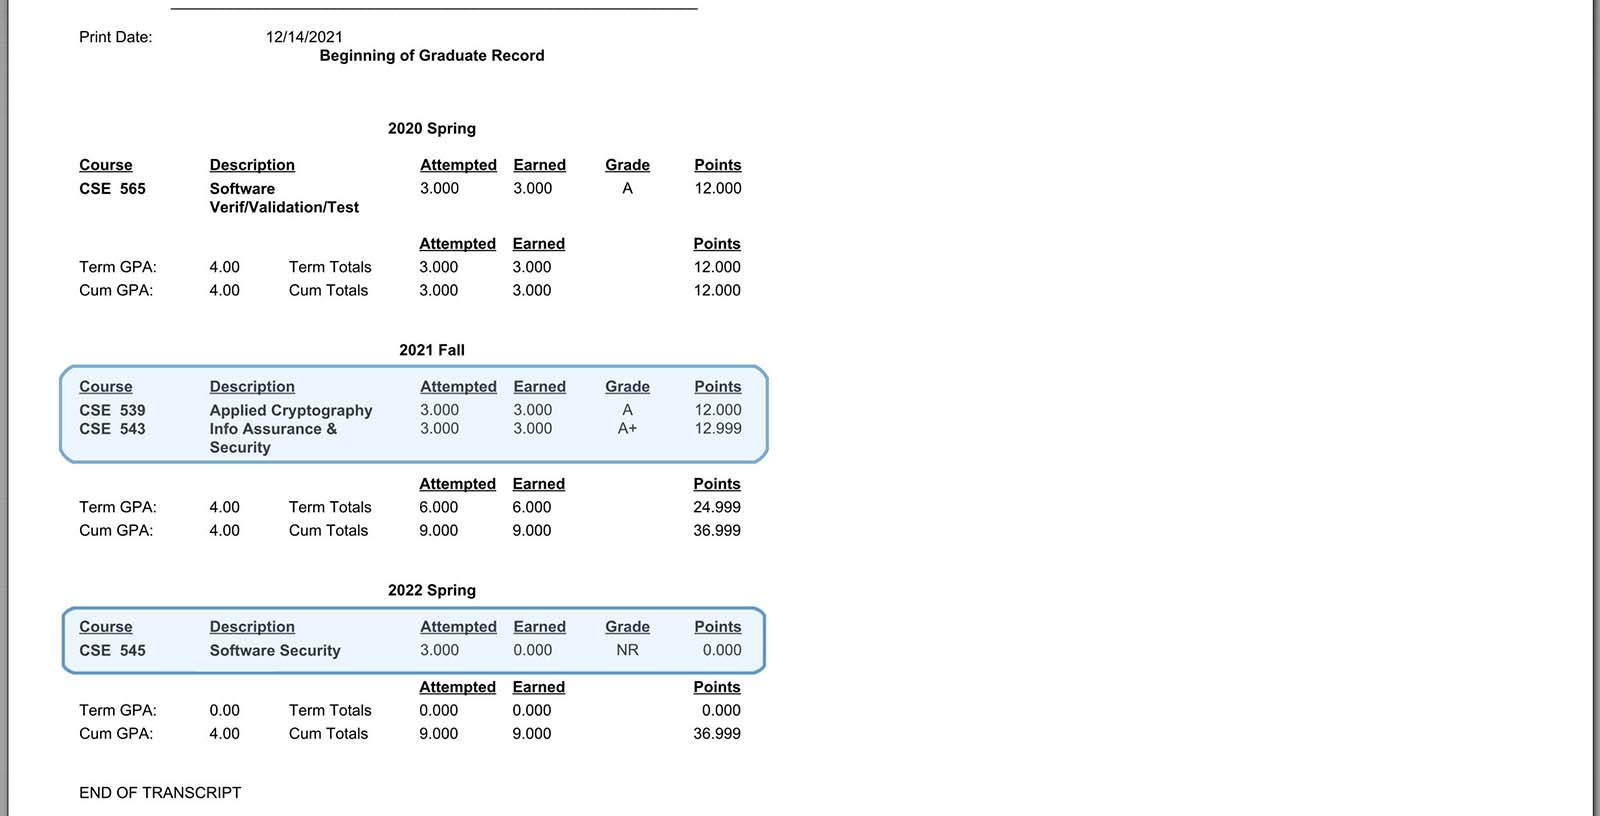 Print Date: 12/14/2021
Beginning of Graduate Record
2020 Spring
Course Description Attempted Earned Grade Points
CSE 565 Software 3.000 3.000 A 12.000
Verif/Validation/Test
Attempted Earned Points
Term GPA: 4.00 Term Totals 3.000 3.000 12.000
Cum GPA: 4.00 Cum Totals 3.000 3.000 12.000
2021 Fall
Course Description Attempted Earned Grade Points
CSE 539 Applied Cryptography 3.000 3.000 A 12.000
CSE 543 Info Assurance & 3.000 3.000 A+ 12.999
Security
Attempted Earned Points
Term GPA: 4.00 Term Totals 6.000 6.000 24.999
Cum GPA: 4.00 Cum Totals 9.000 9.000 36.999
2022 Spring
Course Description Attempted Earned Grade Points
CSE 545 Software Security 3.000 0.000 NR 0.000
Attempted Earned Points
Term GPA: 0.00 Term Totals 0.000 0.000 0.000
Cum GPA: 4.00 Cum Totals 9.000 9.000 36.999
END OF TRANSCRIPT